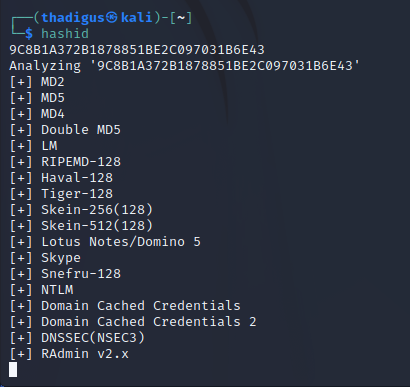 ┌──(thadigus㉿kali)-[~]
└─$ hashid
9C8B1A372B1878851BE2C097031B6E43
Analyzing '9C8B1A372B1878851BE2C097031B6E43'
[+] MD2
[+] MD5
[+] MD4
[+] Double MD5
[+] LM
[+] RIPEMD-128
[+] Haval-128
[+] Tiger-128
[+] Skein-256(128)
[+] Skein-512(128)
[+] Lotus Notes/Domino 5
[+] Skype
[+] Snefru-128
[+] NTLM
[+] Domain Cached Credentials
[+] Domain Cached Credentials 2
[+] DNSSEC(NSEC3)
[+] RAdmin v2.x